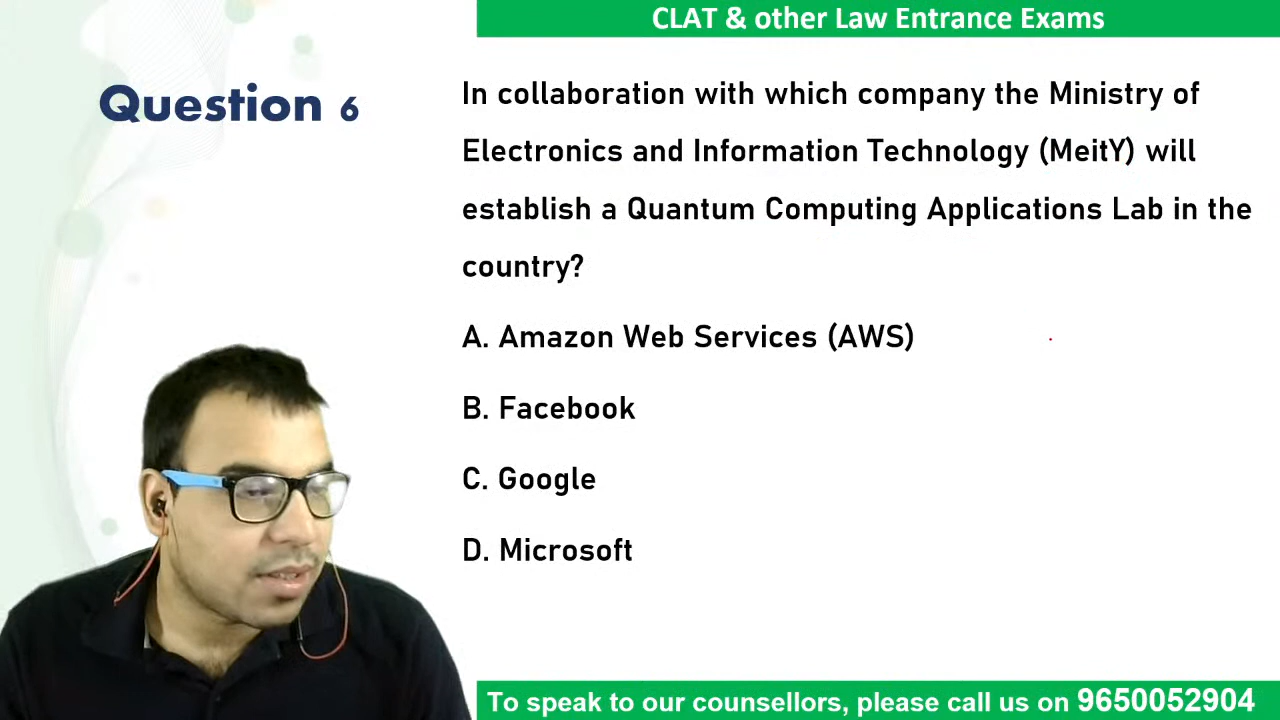 CLAT & other Law Entrance Exams
Question 6
In collaboration with which company the Ministry of
Electronics and Information Technology (MeitY) will
establish a Quantum Computing Applications Lab in the
country?
A. Amazon Web Services (AWS)
B. Facebook
C. Google
D. Microsoft
To speak to our counsellors, please call us on 9650052904